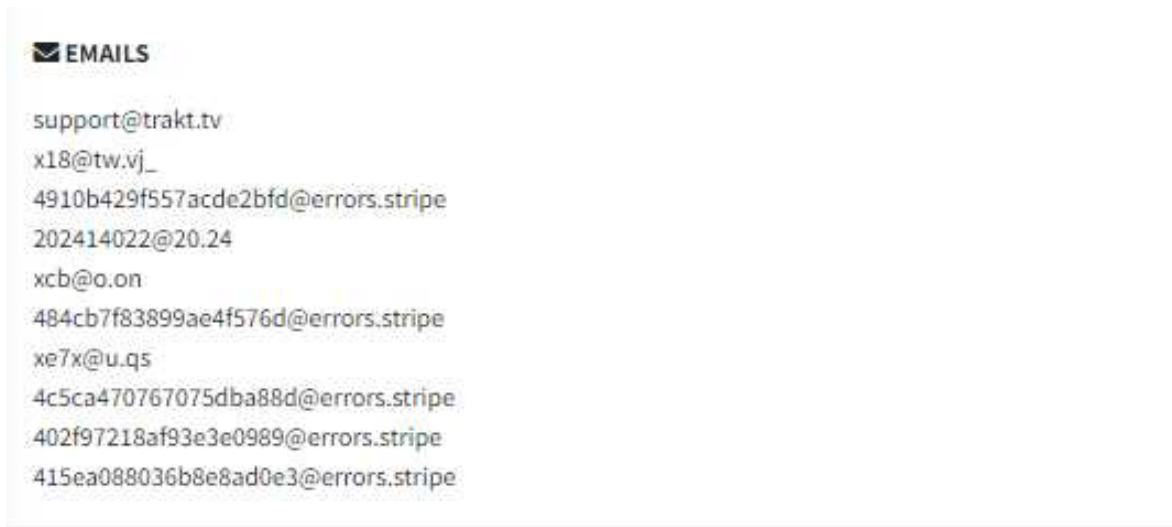 EMAILS
support@trakt.tv
x18@tw.vj_
4910b429f557acde2bfd@errors.stripe
202414022@20.24
xcb@o.on
484cb7f83899ae4f576d@errors.stripe
xe7x@u.qs
4c5ca470767075dba88d@errors.stripe
402f97218af93e3e0989@errors.stripe
415ea088036b8e8ad0e3@errors.stripe